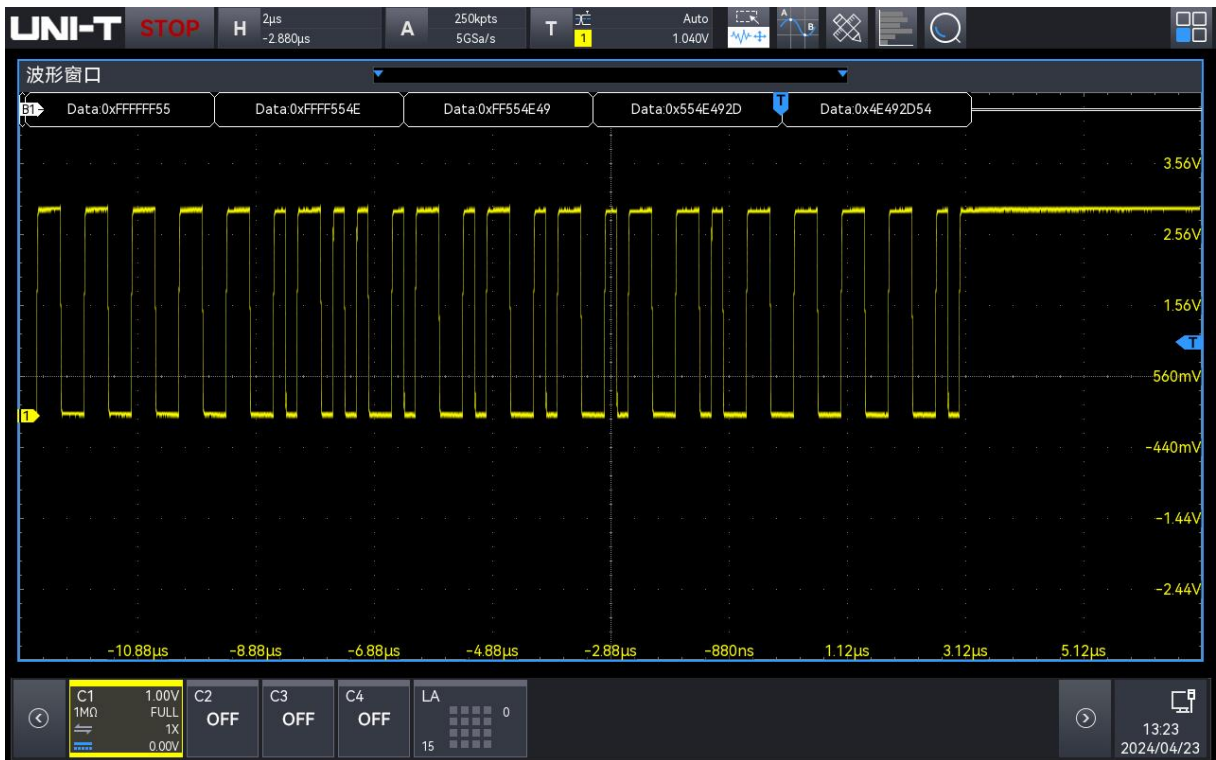 UNI-T STOP H 2μs -2.880μs A 250kpts 5GSa/s T 1 Auto 1.040V A B
波形窗口
B1 Data:0xFFFFFF55 Data:0xFFFF554E Data:0xFF554E49 Data:0x554E492D T Data:0x4E492D54
3.56V
2.56V
1.56V
T
560mV
1
-440mV
-1.44V
-2.44V
-10.88μs -8.88μs -6.88μs -4.88μs -2.88μs -880ns 1.12μs 3.12μs 5.12μs
C1 1.00V C2 C3 C4 LA
1MΩ FULL OFF OFF OFF 0
1X
0.00V 15
13:23
2024/04/23